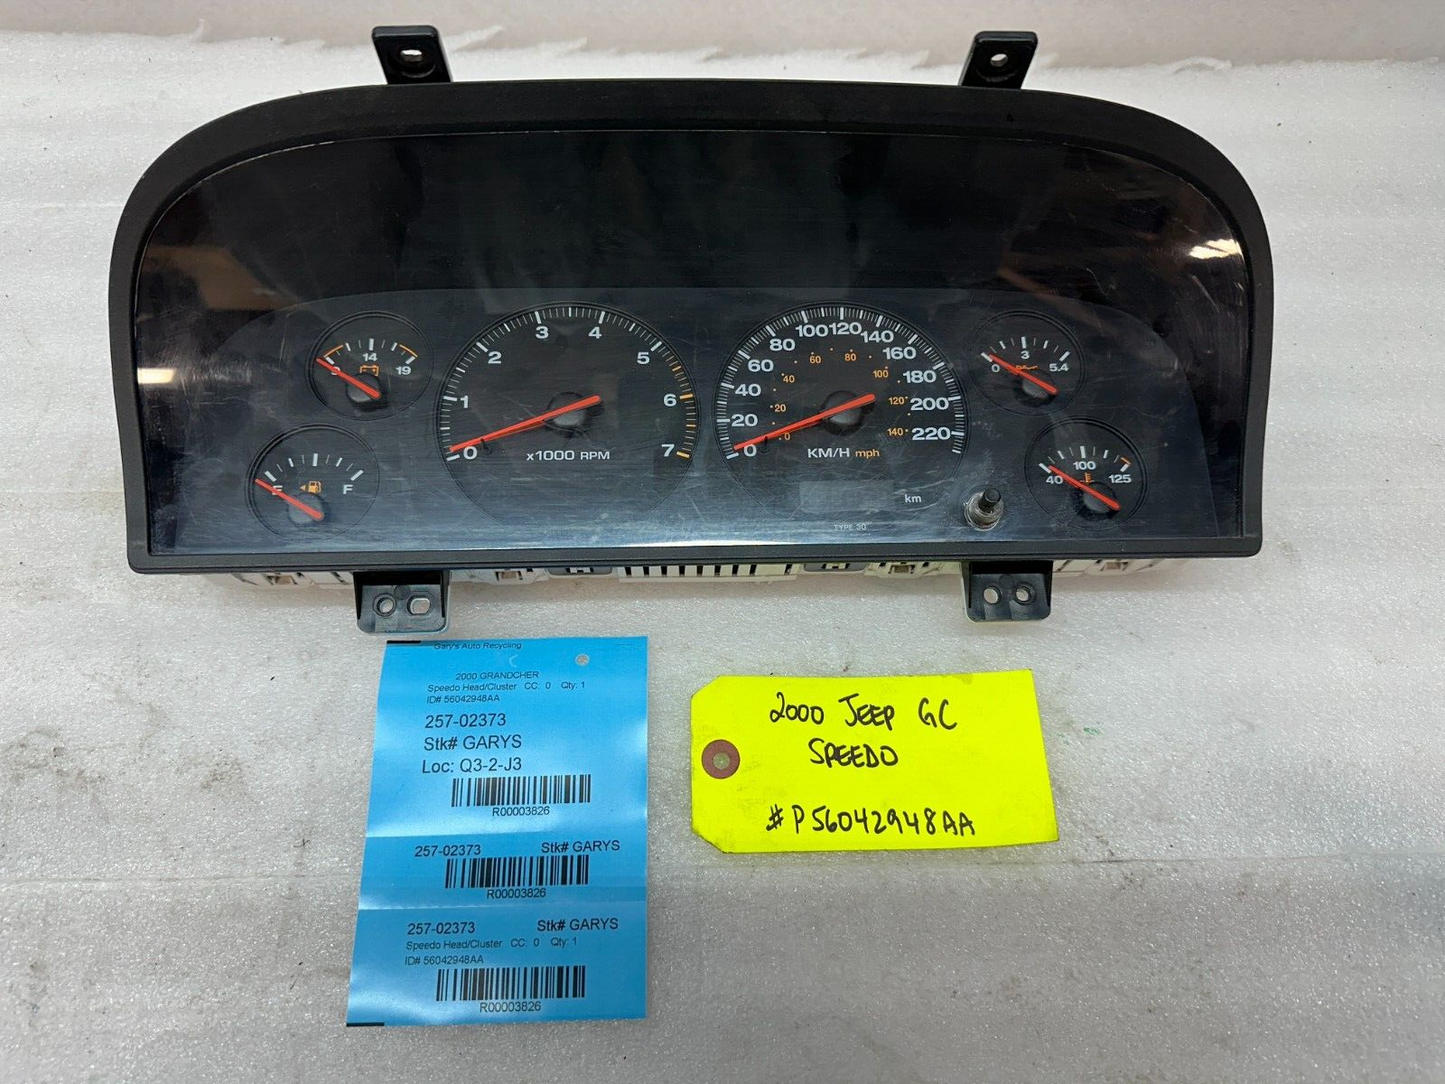 14
9 19
E F
0 1 2 3 4 5 6 7
x1000 RPM
0 20 40 60 80 100 120 140 160 180 200 220
0 20 40 60 80 100 120 140
KM/H mph
km
TYPE 30
3
0 5.4
100
40 125
Gary's Auto Recycling
2000 GRANDCHER
Speedo Head/Cluster CC: 0 Qty: 1
ID# 56042948AA
257-02373
Stk# GARYS
Loc: Q3-2-J3
R00003826
257-02373 Stk# GARYS
R00003826
257-02373 Stk# GARYS
Speedo Head/Cluster CC: 0 Qty: 1
ID# 56042948AA
R00003826
2000 JEEP GC
SPEEDO
# P56042948AA